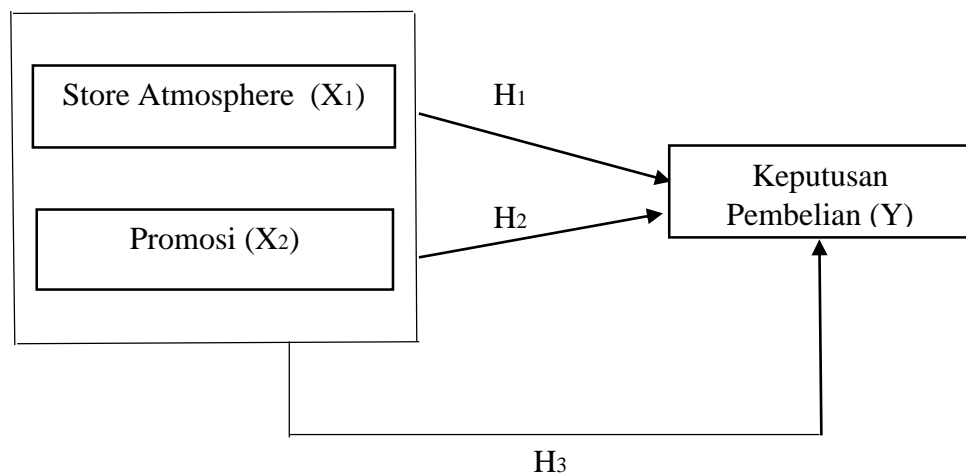 Store Atmosphere (X1)
H1
Keputusan
Pembelian (Y)
H2
Promosi (X2)
H3